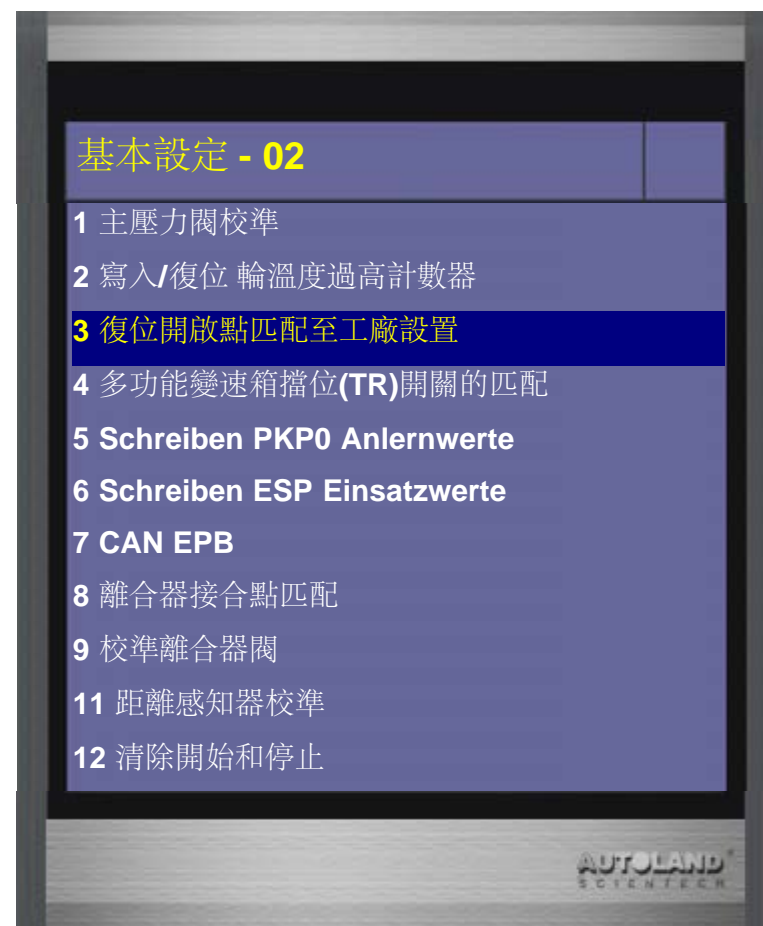 基本設定 - 02
1 主壓力閥校準
2 寫入/復位 輪溫度過高計數器
3 復位開啟點匹配至工廠設置
4 多功能變速箱擋位(TR)開關的匹配
5 Schreiben PKP0 Anlernwerte
6 Schreiben ESP Einsatzwerte
7 CAN EPB
8 離合器接合點匹配
9 校準離合器閥
11 距離感知器校準
12 清除開始和停止
AUTOLAND
SCIENTECH